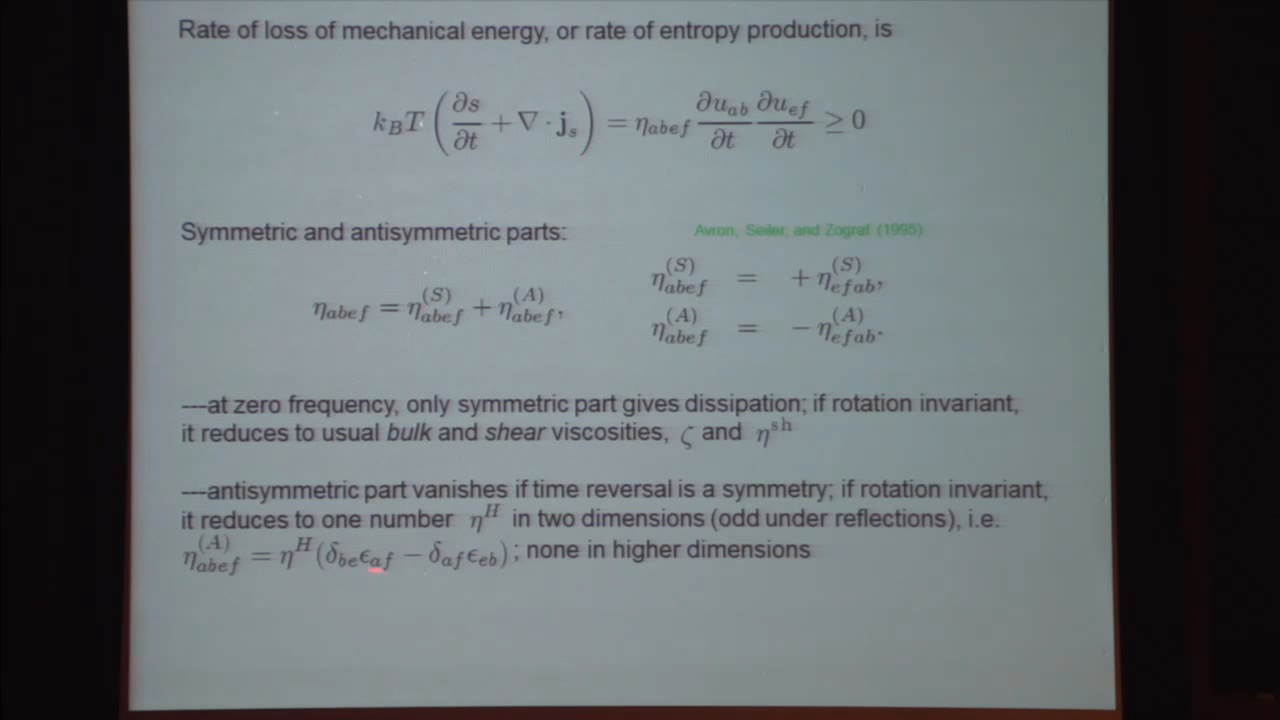 Rate of loss of mechanical energy, or rate of entropy production, is
$k_B T \left( \frac{\partial s}{\partial t} + \nabla \cdot \mathbf{j}_s \right) = \eta_{abef} \frac{\partial u_{ab}}{\partial t} \frac{\partial u_{ef}}{\partial t} \geq 0$
Symmetric and antisymmetric parts:
Avron, Seiler, and Zograf (1995)
$\eta_{abef} = \eta_{abef}^{(S)} + \eta_{abef}^{(A)},$
$\eta_{abef}^{(S)} = +\eta_{efab}^{(S)},$
$\eta_{abef}^{(A)} = -\eta_{efab}^{(A)}.$
---at zero frequency, only symmetric part gives dissipation; if rotation invariant,
it reduces to usual bulk and shear viscosities, $\zeta$ and $\eta^{sh}$
---antisymmetric part vanishes if time reversal is a symmetry; if rotation invariant,
it reduces to one number $\eta^H$ in two dimensions (odd under reflections), i.e.
$\eta_{abef}^{(A)} = \eta^H (\delta_{be}\epsilon_{af} - \delta_{af}\epsilon_{eb})$; none in higher dimensions